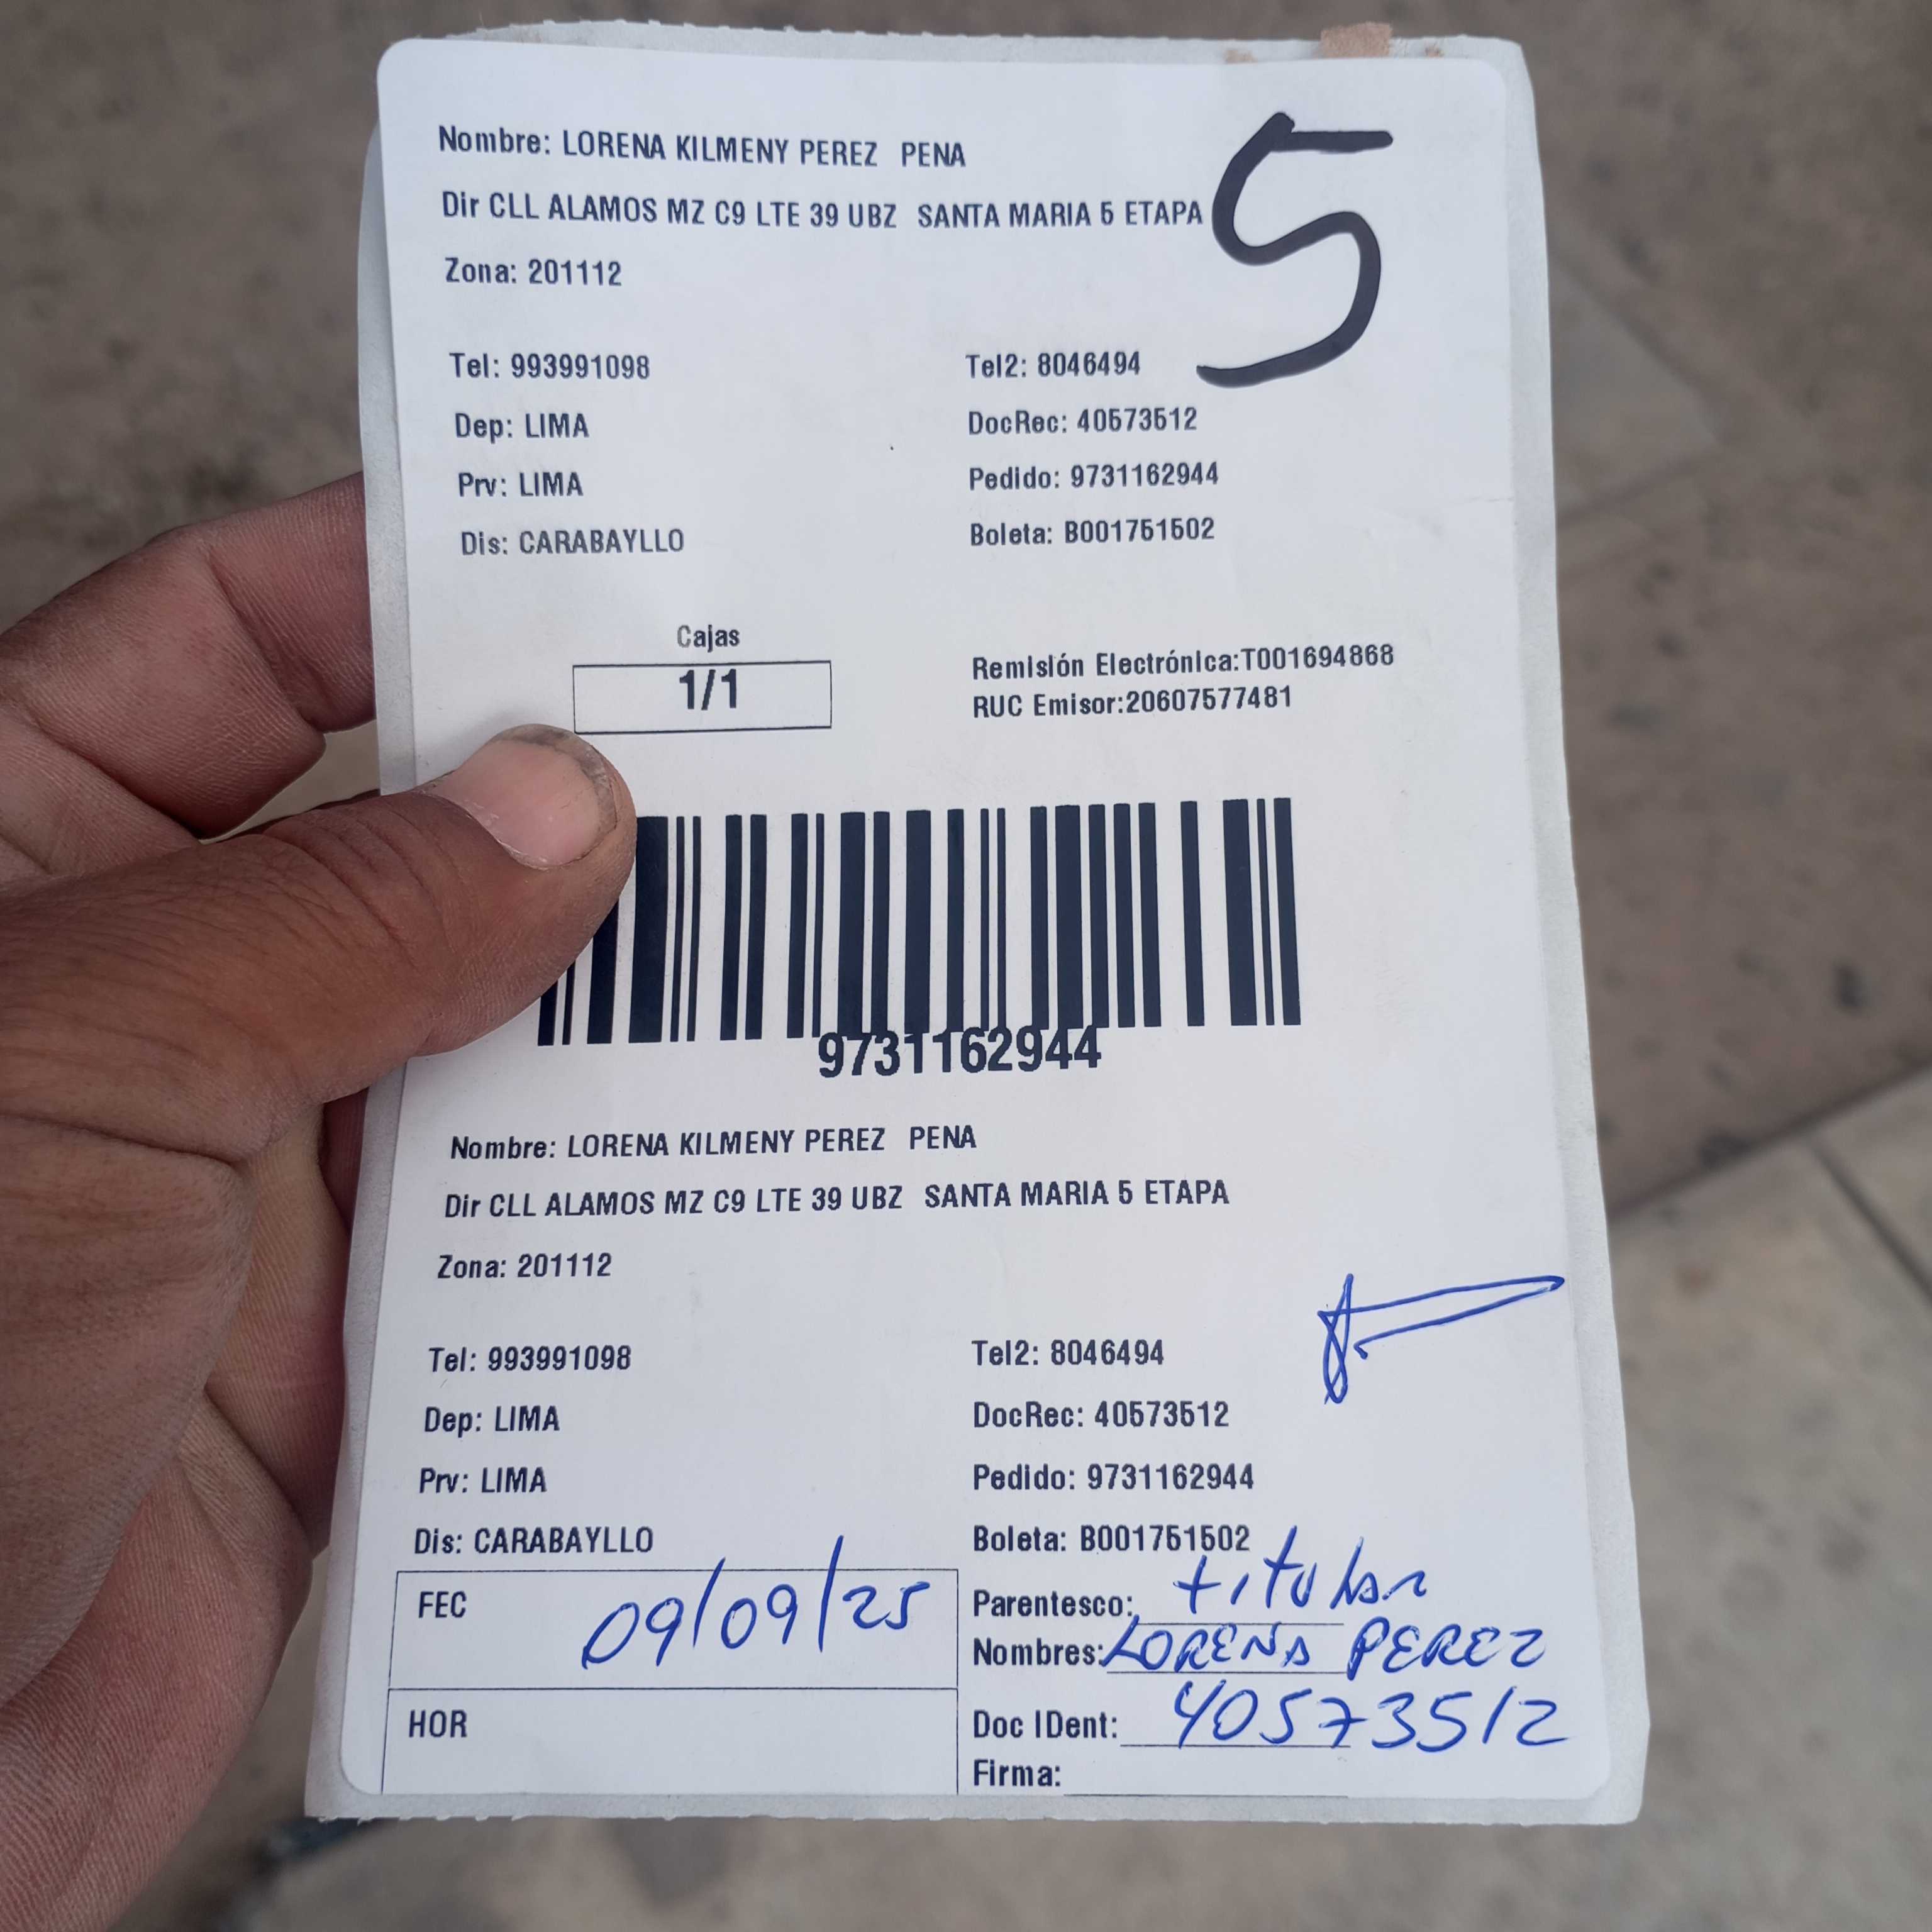 Nombre: LORENA KILMENY PEREZ PENA
5
Dir CLL ALAMOS MZ C9 LTE 39 UBZ SANTA MARIA 5 ETAPA
Zona: 201112
Tel: 993991098 Tel2: 8046494
Dep: LIMA DocRec: 40573512
Prv: LIMA Pedido: 9731162944
Dis: CARABAYLLO Boleta: B001751502
Cajas
1/1
Remisión Electrónica:T001694868
RUC Emisor:20607577481
9731162944
Nombre: LORENA KILMENY PEREZ PENA
Dir CLL ALAMOS MZ C9 LTE 39 UBZ SANTA MARIA 5 ETAPA
Zona: 201112
Tel: 993991098 Tel2: 8046494
Dep: LIMA DocRec: 40573512
Prv: LIMA Pedido: 9731162944
Dis: CARABAYLLO Boleta: B001751502
FEC 09/09/25
HOR
Parentesco: titular
Nombres: LORENA PEREZ
Doc IDent: 40573512
Firma: